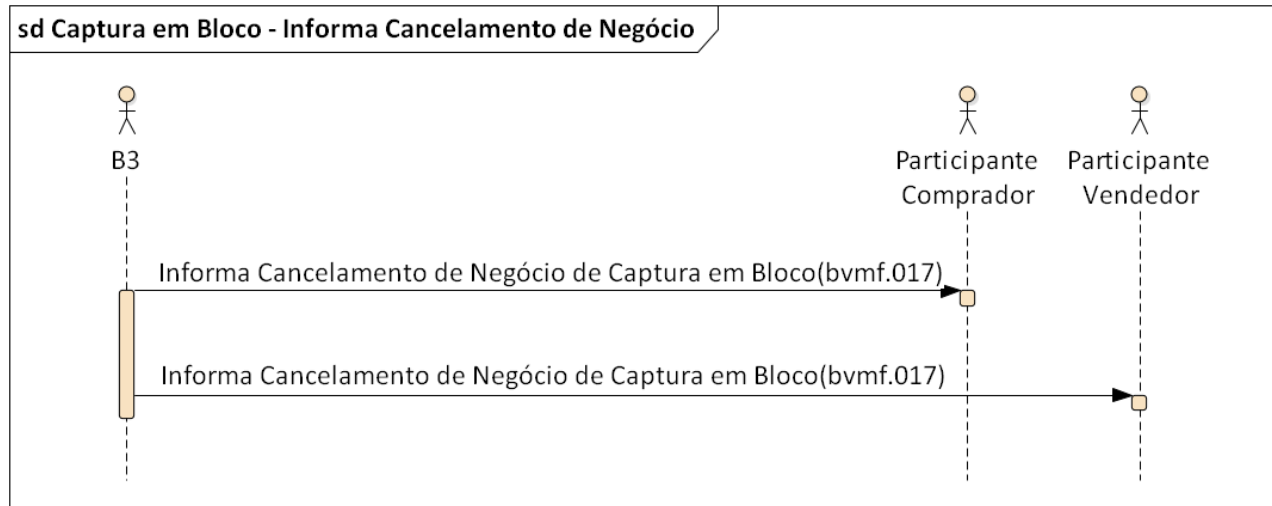 sd Captura em Bloco - Informa Cancelamento de Negócio
B3
Participante
Comprador
Participante
Vendedor
Informa Cancelamento de Negócio de Captura em Bloco(bvmf.017)
Informa Cancelamento de Negócio de Captura em Bloco(bvmf.017)